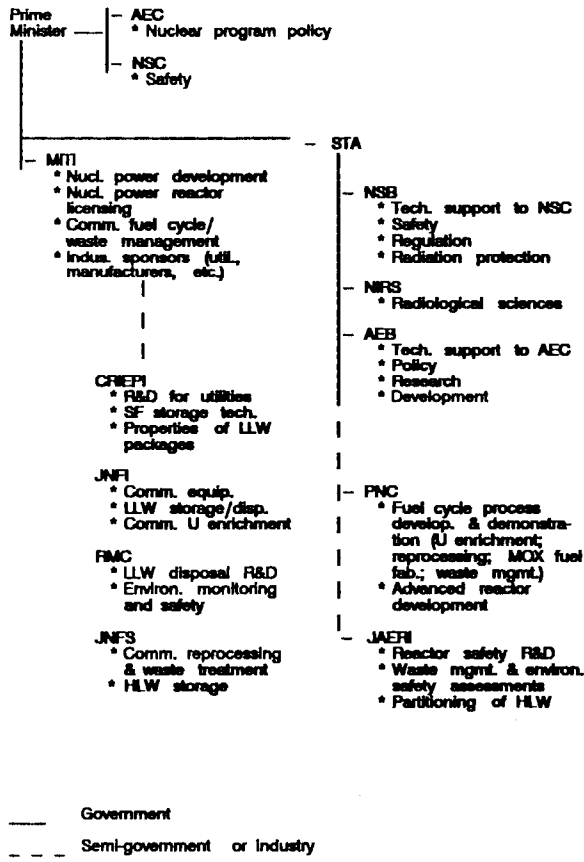 Prime
Minister
- AEC
* Nuclear program policy
- NSC
* Safety
- STA
- MITI
* Nucl. power development
* Nucl. power reactor
licensing
* Comm. fuel cycle/
waste management
* Indus. sponsors (util.,
manufacturers, etc.)
CRIEPI
* R&D for utilities
* SF storage tech.
* Properties of LLW
packages
JNFI
* Comm. equip.
* LLW storage/disp.
* Comm. U enrichment
RMC
* LLW disposal R&D
* Environ. monitoring
and safety
JNFS
* Comm. reprocessing
& waste treatment
* HLW storage
- NSB
* Tech. support to NSC
* Safety
* Regulation
* Radiation protection
- NIRS
* Radiological sciences
- AEB
* Tech. support to AEC
* Policy
* Research
* Development
- PNC
* Fuel cycle process
develop. & demonstra-
tion (U enrichment;
reprocessing; MOX fuel
fab.; waste mgmt.)
* Advanced reactor
development
- JAERI
* Reactor safety R&D
* Waste mgmt. & environ.
safety assessments
* Partitioning of HLW
Government
Semi-government or Industry